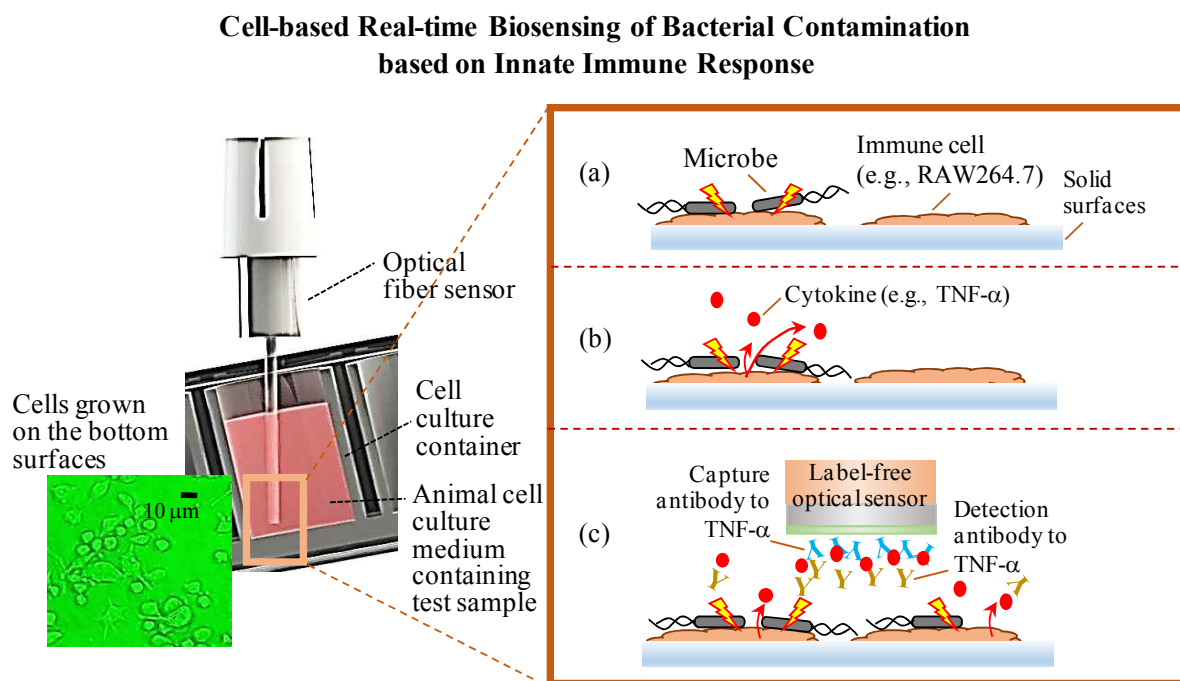 Cell-based Real-time Biosensing of Bacterial Contamination
based on Innate Immune Response
Optical
fiber sensor
Cell
culture
container
Animal cell
culture
medium
containing
test sample
Cells grown
on the bottom
surfaces
10 μm
(a)
Microbe
Immune cell
(e.g., RAW264.7)
Solid
surfaces
(b)
Cytokine (e.g., TNF-α)
(c)
Capture
antibody to
TNF-α
Label-free
optical sensor
Detection
antibody to
TNF-α